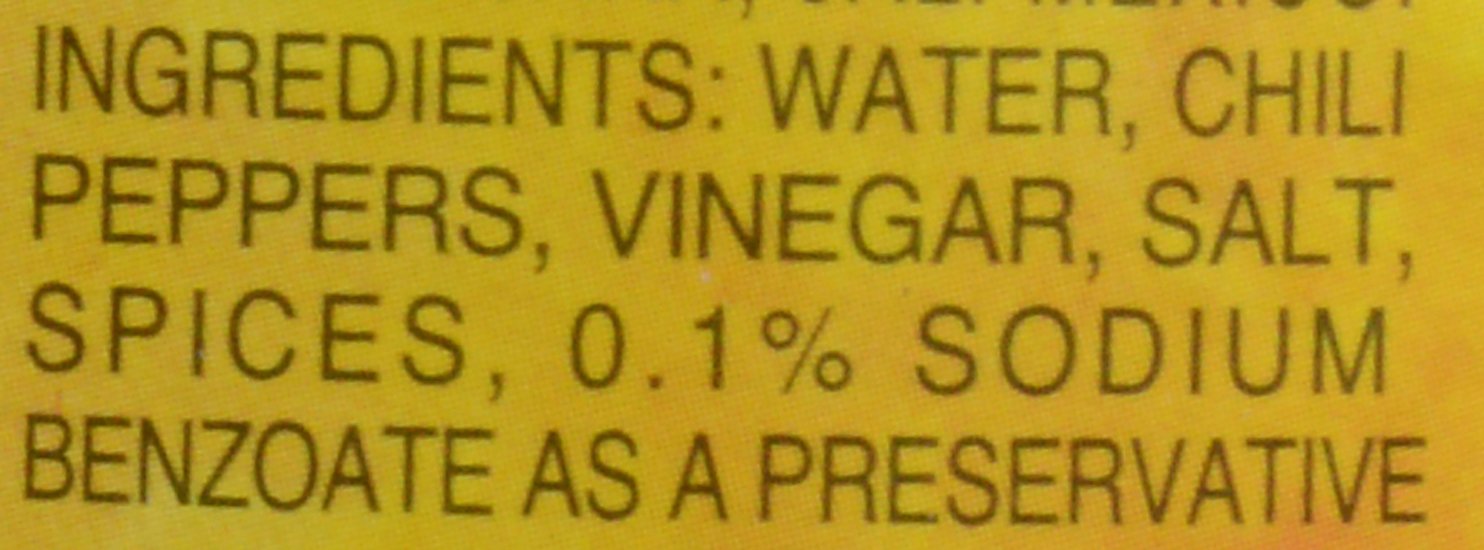 INGREDIENTS: WATER, CHILI
PEPPERS, VINEGAR, SALT,
SPICES, 0.1% SODIUM
BENZOATE AS A PRESERVATIVE